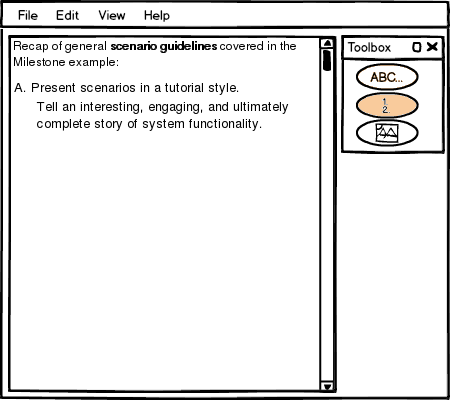 File Edit View Help
Recap of general scenario guidelines covered in the
Milestone example:
A. Present scenarios in a tutorial style.
Tell an interesting, engaging, and ultimately
complete story of system functionality.
Toolbox
ABC...
1
2